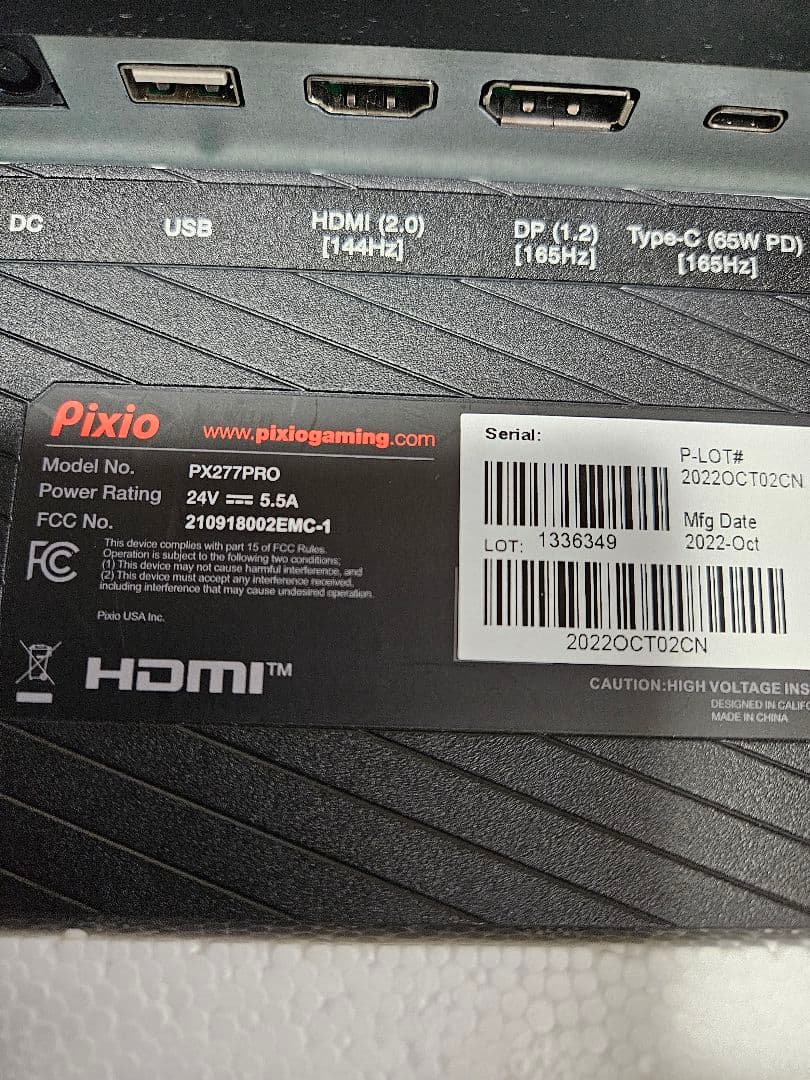 DC
USB
HDMI (2.0)
[144Hz]
DP (1.2)
[165Hz]
Type-C (65W PD)
[165Hz]
Pixio
www.pixiogaming.com
Model No. PX277PRO
Power Rating 24V 5.5A
FCC No. 210918002EMC-1
FC
This device complies with part 15 of FCC Rules.
Operation is subject to the following two conditions;
(1) This device may not cause harmful interference, and
(2) This device must accept any interference received,
including interference that may cause undesired operation.
Pixio USA Inc.
HDMI™
Serial:
1336349
P-LOT#
2022OCT02CN
Mfg Date
2022-Oct
LOT:
2022OCT02CN
CAUTION:HIGH VOLTAGE INS
DESIGNED IN CALIFO
MADE IN CHINA